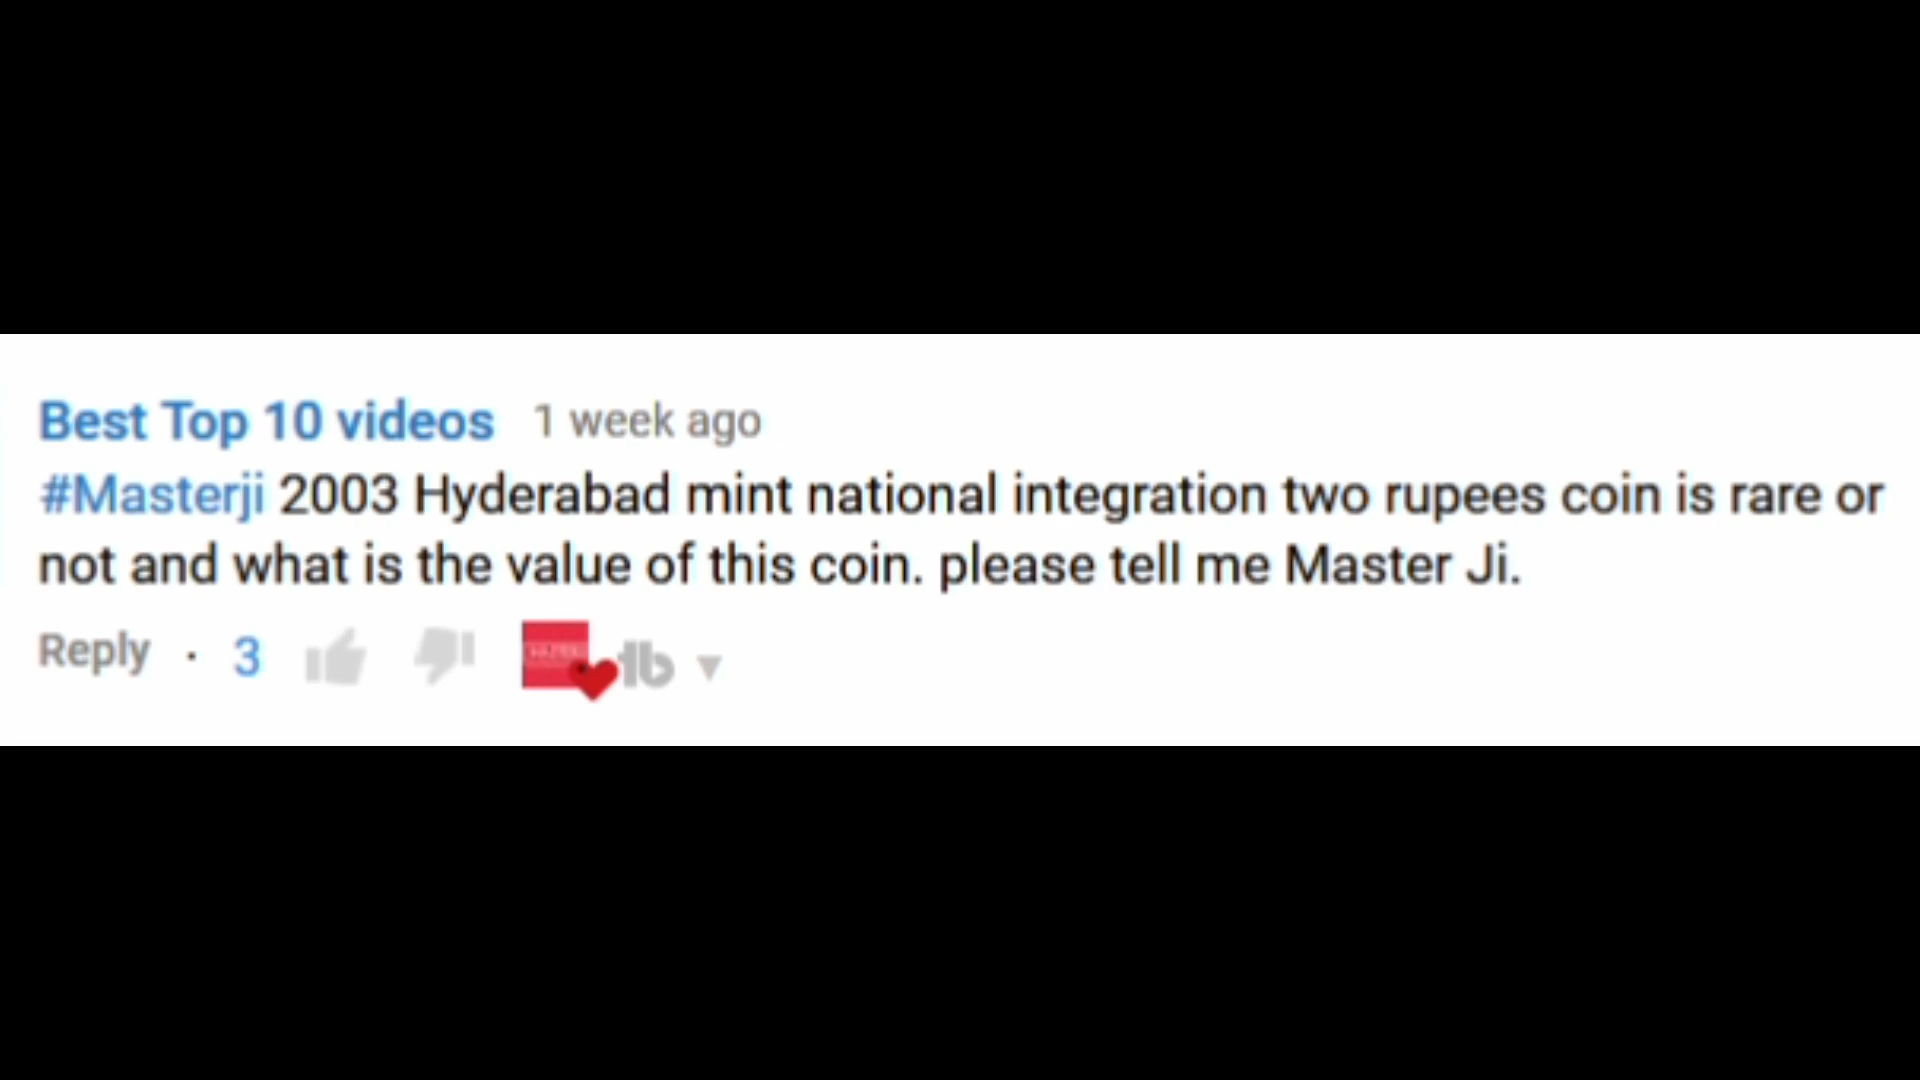 Best Top 10 videos 1 week ago
#Masterji 2003 Hyderabad mint national integration two rupees coin is rare or
not and what is the value of this coin. please tell me Master Ji.
Reply · 3 tb